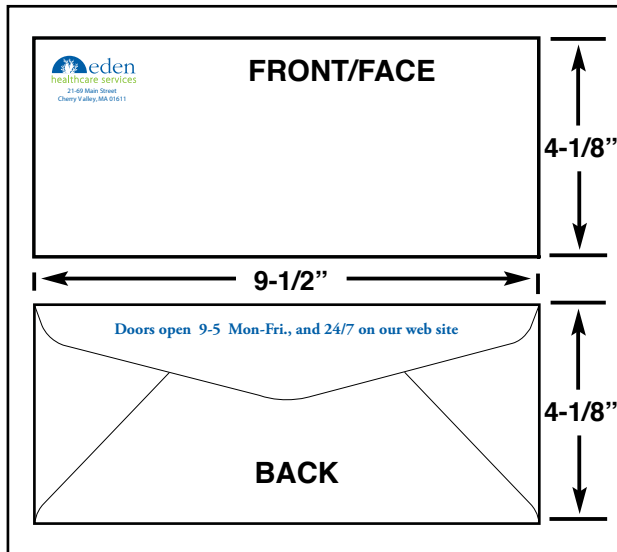 eden
healthcare services
21-69 Main Street
Cherry Valley, MA 01611
FRONT/FACE
4-1/8”
9-1/2”
Doors open 9-5 Mon-Fri., and 24/7 on our web site
4-1/8”
BACK